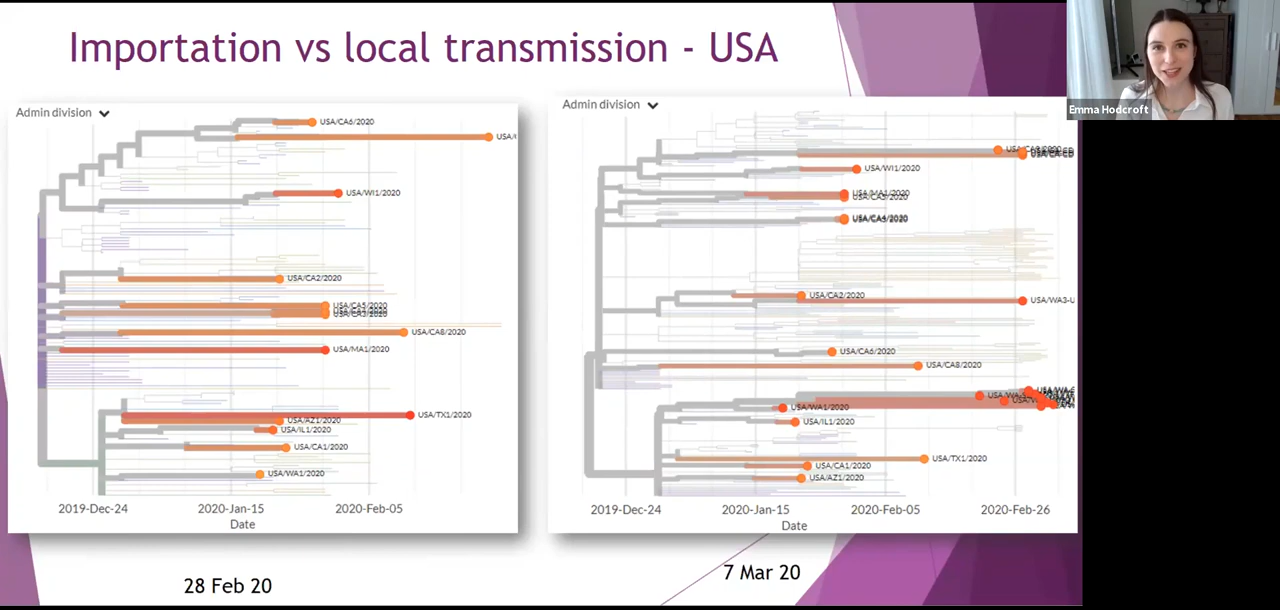 Importation vs local transmission - USA
Emma Hodcroft
Admin division
USA/CA6/2020
USA/WI1/2020
USA/CA2/2020
USA/CA5/2020
USA/CA8/2020
USA/MA1/2020
USA/TX1/2020
USA/AZ1/2020
USA/IL1/2020
USA/CA1/2020
USA/WA1/2020
2019-Dec-24 2020-Jan-15 2020-Feb-05
Date
28 Feb 20
Admin division
USA/WI1/2020
USA/MA1/2020
USA/CA2/2020
USA/WA3-U
USA/CA6/2020
USA/CA8/2020
USA/WA1/2020
USA/IL1/2020
USA/TX1/2020
USA/CA1/2020
USA/AZ1/2020
2019-Dec-24 2020-Jan-15 2020-Feb-05 2020-Feb-26
Date
7 Mar 20